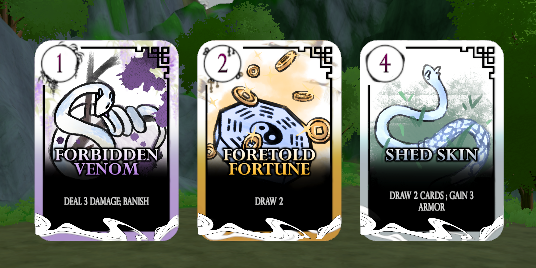 1
FORBIDDEN
VENOM
DEAL 3 DAMAGE; BANISH
2
FORETOLD
FORTUNE
DRAW 2
4
SHED SKIN
DRAW 2 CARDS ; GAIN 3
ARMOR